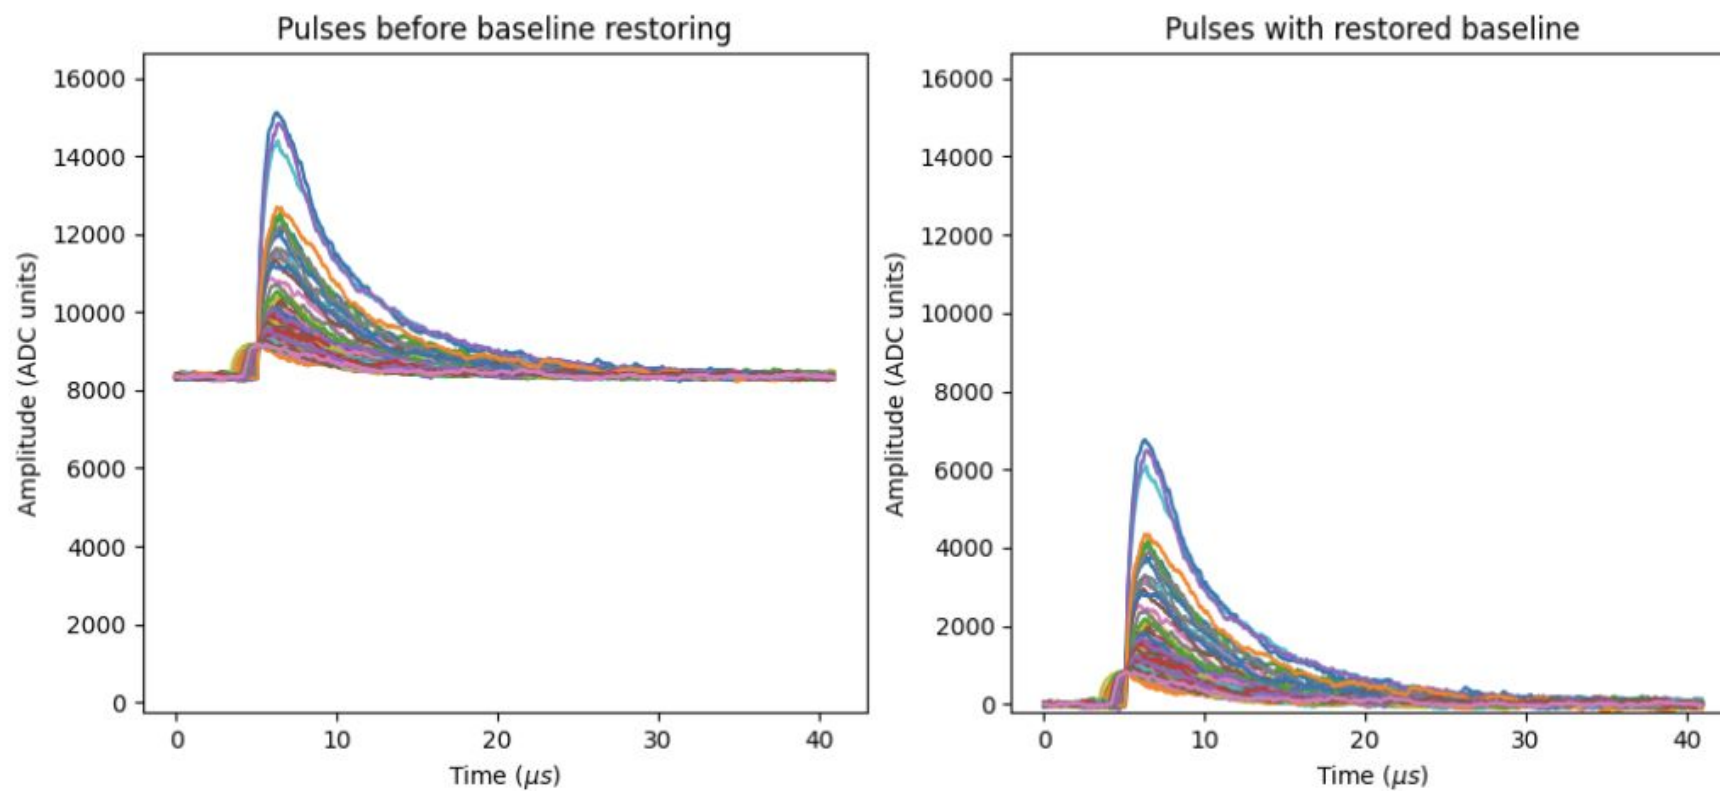 Pulses before baseline restoring
16000
14000
12000
10000
8000
6000
4000
2000
0
Amplitude (ADC units)
0 10 20 30 40
Time (μs)
Pulses with restored baseline
16000
14000
12000
10000
8000
6000
4000
2000
0
Amplitude (ADC units)
0 10 20 30 40
Time (μs)